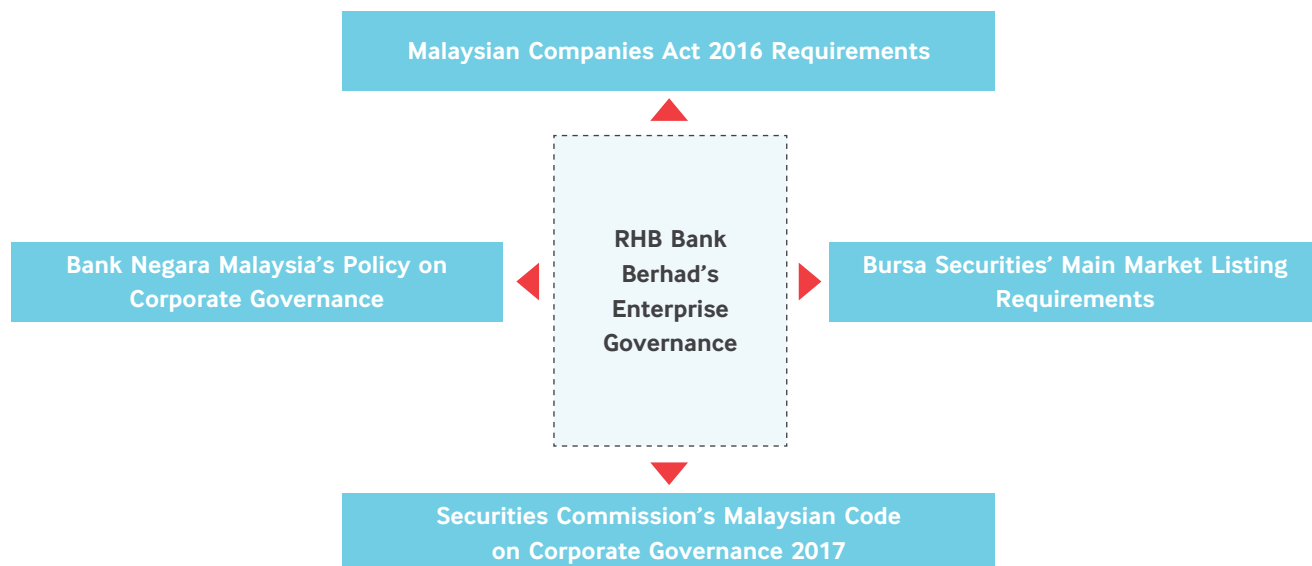 Malaysian Companies Act 2016 Requirements
RHB Bank
Berhad’s
Enterprise
Governance
Bank Negara Malaysia’s Policy on
Corporate Governance
Bursa Securities’ Main Market Listing
Requirements
Securities Commission’s Malaysian Code
on Corporate Governance 2017